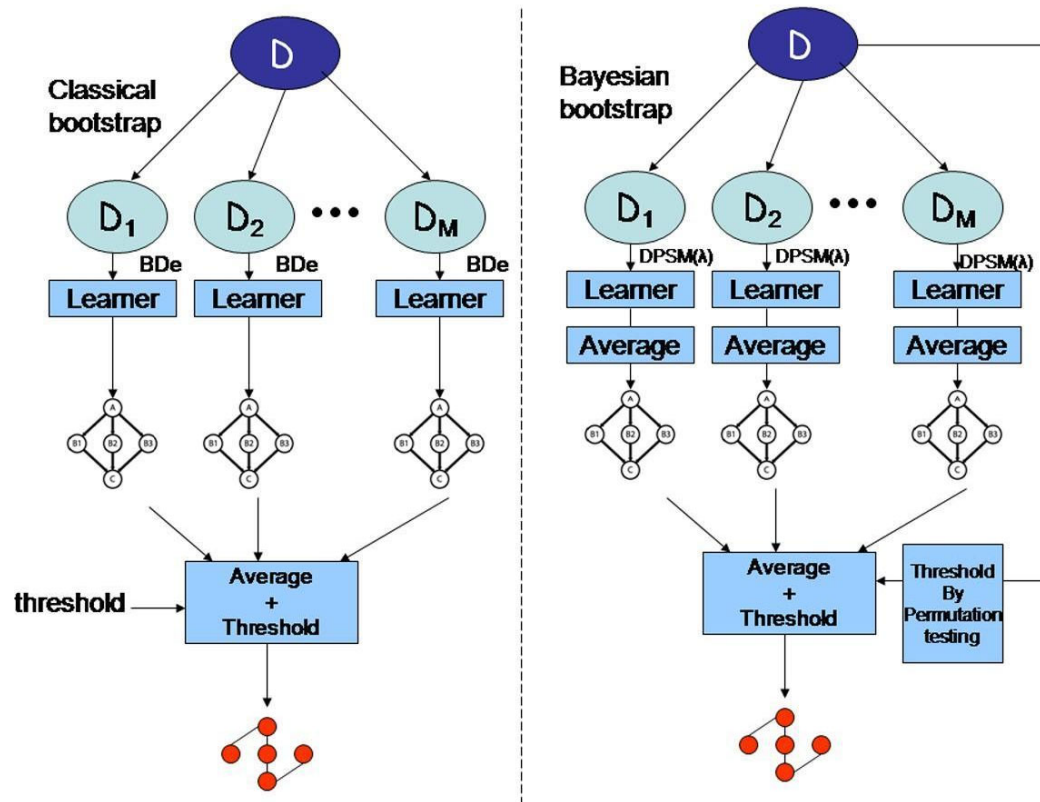 D
Classical
bootstrap
D1
D2
•••
DM
BDe
BDe
BDe
Learner
Learner
Learner
A
B1
B2
B3
C
A
B1
B2
B3
C
A
B1
B2
B3
C
threshold
Average
+
Threshold
D
Bayesian
bootstrap
D1
D2
•••
DM
DPSM(λ)
DPSM(λ)
DPSM(λ)
Learner
Learner
Learner
Average
Average
Average
A
B1
B2
B3
C
A
B1
B2
B3
C
A
B1
B2
B3
C
Average
+
Threshold
Threshold
By
Permutation
testing